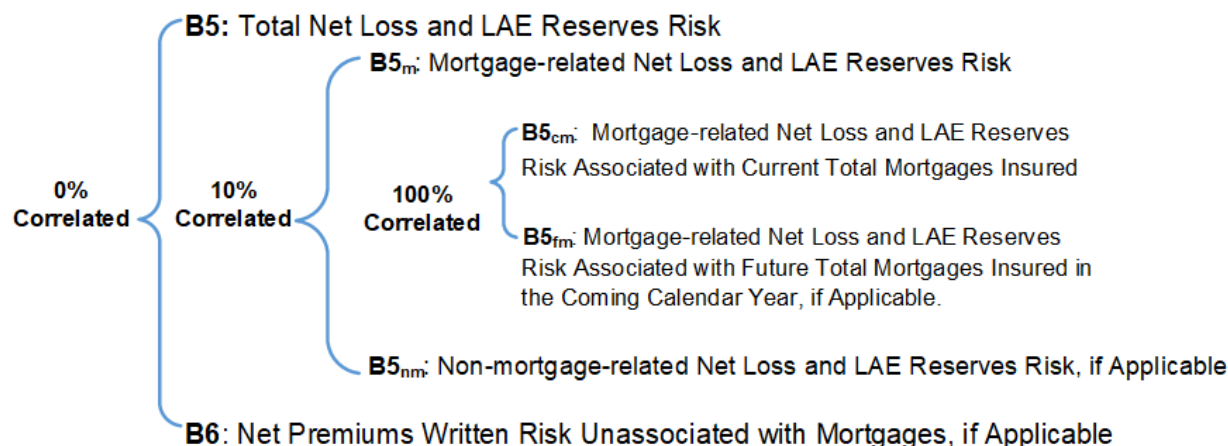 B5: Total Net Loss and LAE Reserves Risk
B5m: Mortgage-related Net Loss and LAE Reserves Risk
B5cm: Mortgage-related Net Loss and LAE Reserves
Risk Associated with Current Total Mortgages Insured
0%
Correlated
10%
Correlated
100%
Correlated
B5fm: Mortgage-related Net Loss and LAE Reserves
Risk Associated with Future Total Mortgages Insured in
the Coming Calendar Year, if Applicable.
B5nm: Non-mortgage-related Net Loss and LAE Reserves Risk, if Applicable
B6: Net Premiums Written Risk Unassociated with Mortgages, if Applicable